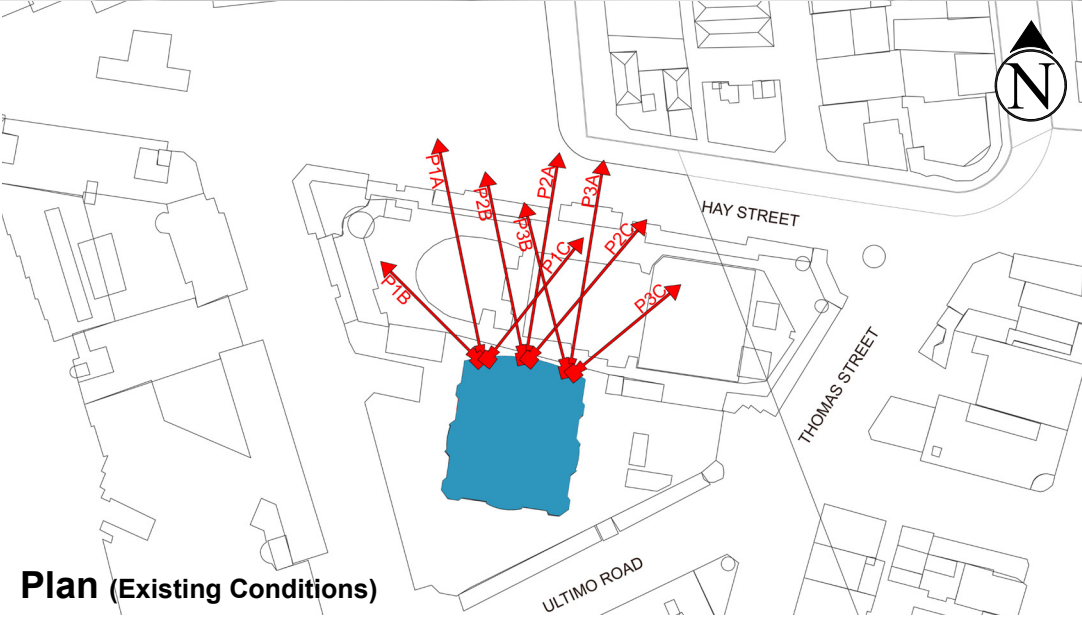 N
P1A
P2A
P2B
P3A
P3B
P2C
P1C
P1B
P3C
HAY STREET
THOMAS STREET
ULTIMO ROAD
Plan (Existing Conditions)